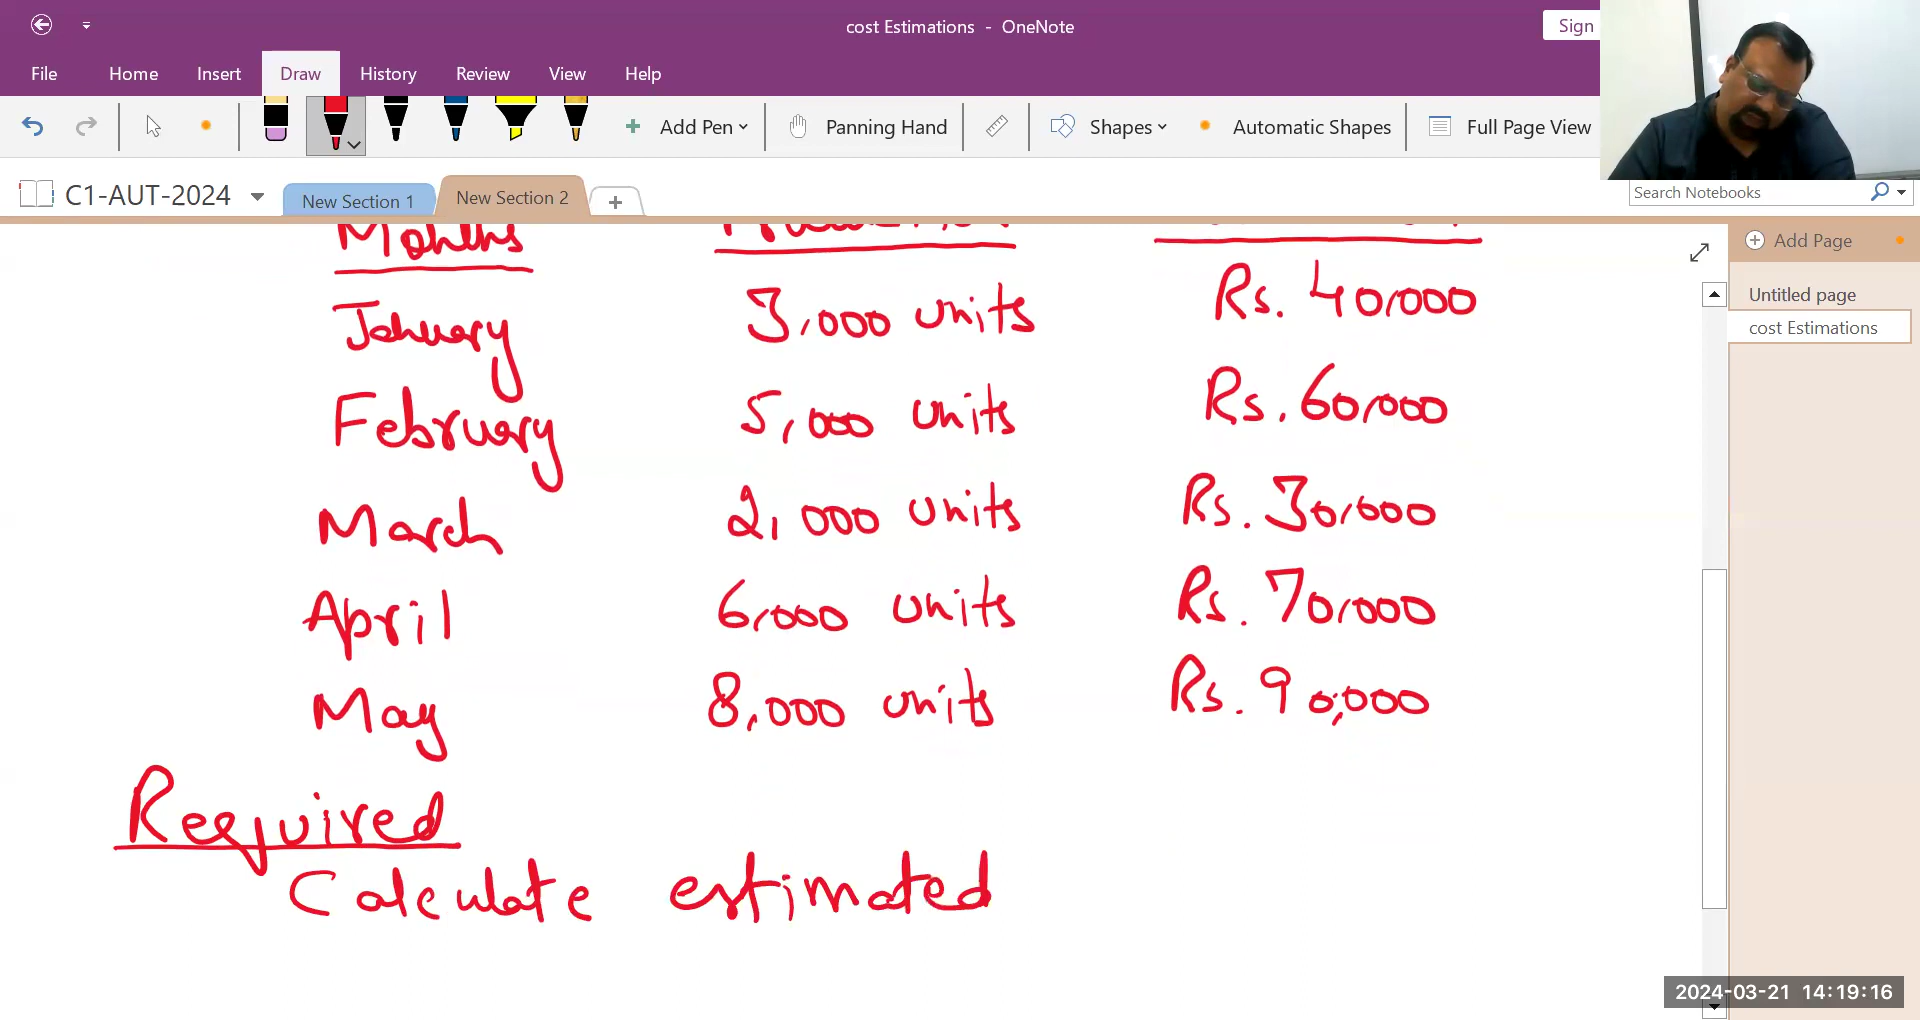 cost Estimations - OneNote
Sign
File Home Insert Draw History Review View Help
Add Pen Panning Hand Shapes Automatic Shapes Full Page View
C1-AUT-2024 New Section 1 New Section 2 +
Search Notebooks
Add Page
Untitled page
cost Estimations
Months
January 3,000 units Rs. 40,000
February 5,000 units Rs. 60,000
March 2,000 units Rs. 30,000
April 6,000 units Rs. 70,000
May 8,000 units Rs. 90,000
Required
Calculate estimated
2024-03-21 14:19:16